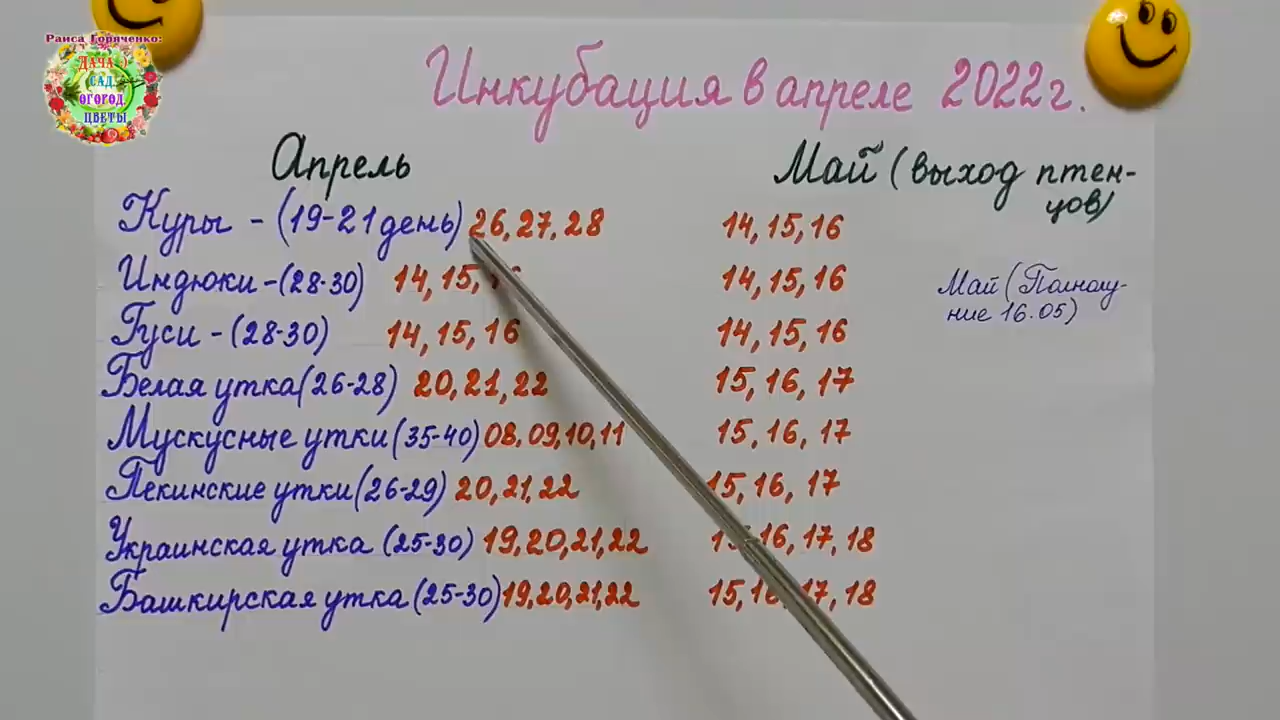 Раиса Горяченко:
ДАЧА
САД
ОГОРОД
ЦВЕТЫ
Инкубация в апреле 2022 г.
Апрель Май (выход птен-
цов)
Куры - (19-21 день) 26, 27, 28 14, 15, 16
Индюки - (28-30) 14, 15, 16 14, 15, 16 Май (Полнолу-
ние 16.05)
Гуси - (28-30) 14, 15, 16 14, 15, 16
Белая утка (26-28) 20, 21, 22 15, 16, 17
Мускусные утки (35-40) 08, 09, 10, 11 15, 16, 17
Пекинские утки (26-29) 20, 21, 22 15, 16, 17
Украинская утка (25-30) 19, 20, 21, 22 15, 16, 17, 18
Башкирская утка (25-30) 19, 20, 21, 22 15, 16, 17, 18